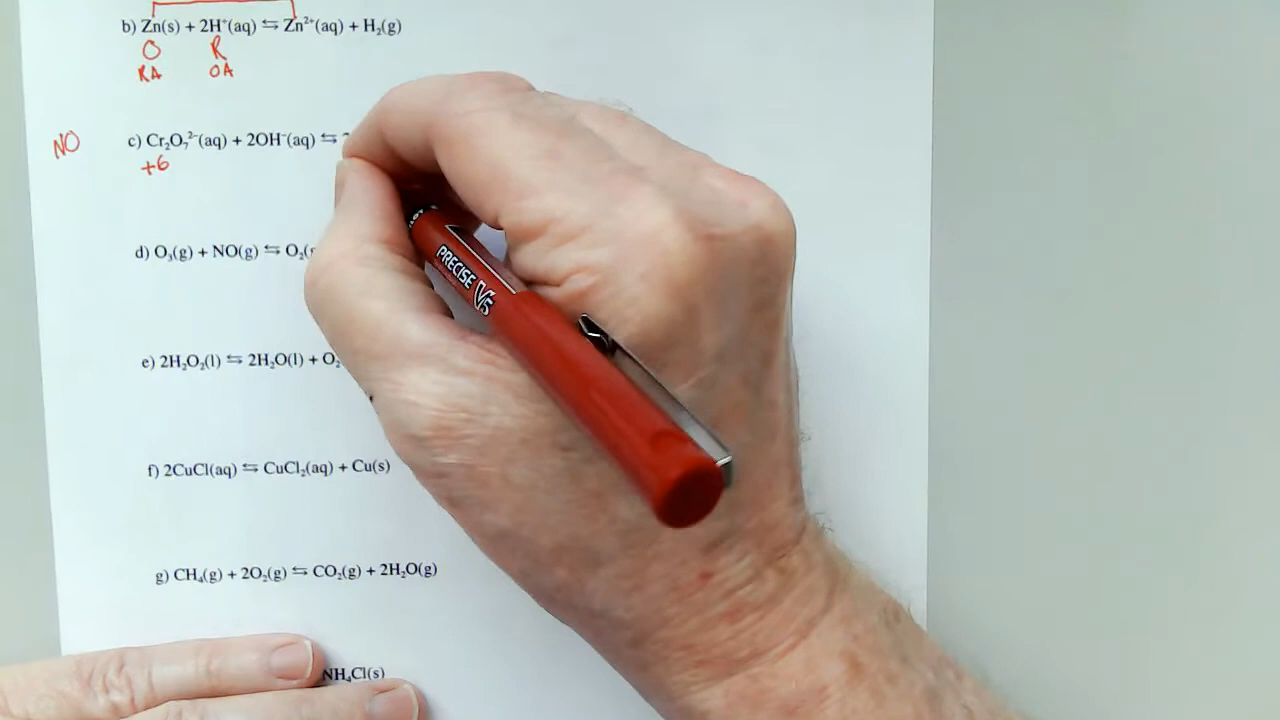 b) Zn(s) + 2H⁺(aq) ⇆ Zn²⁺(aq) + H₂(g)
O R
RA OA
NO c) Cr₂O₇²⁻(aq) + 2OH⁻(aq) ⇆
+6
d) O₃(g) + NO(g) ⇆ O₂(
e) 2H₂O₂(l) ⇆ 2H₂O(l) + O₂
PRECISE V5
f) 2CuCl(aq) ⇆ CuCl₂(aq) + Cu(s)
g) CH₄(g) + 2O₂(g) ⇆ CO₂(g) + 2H₂O(g)
NH₄Cl(s)